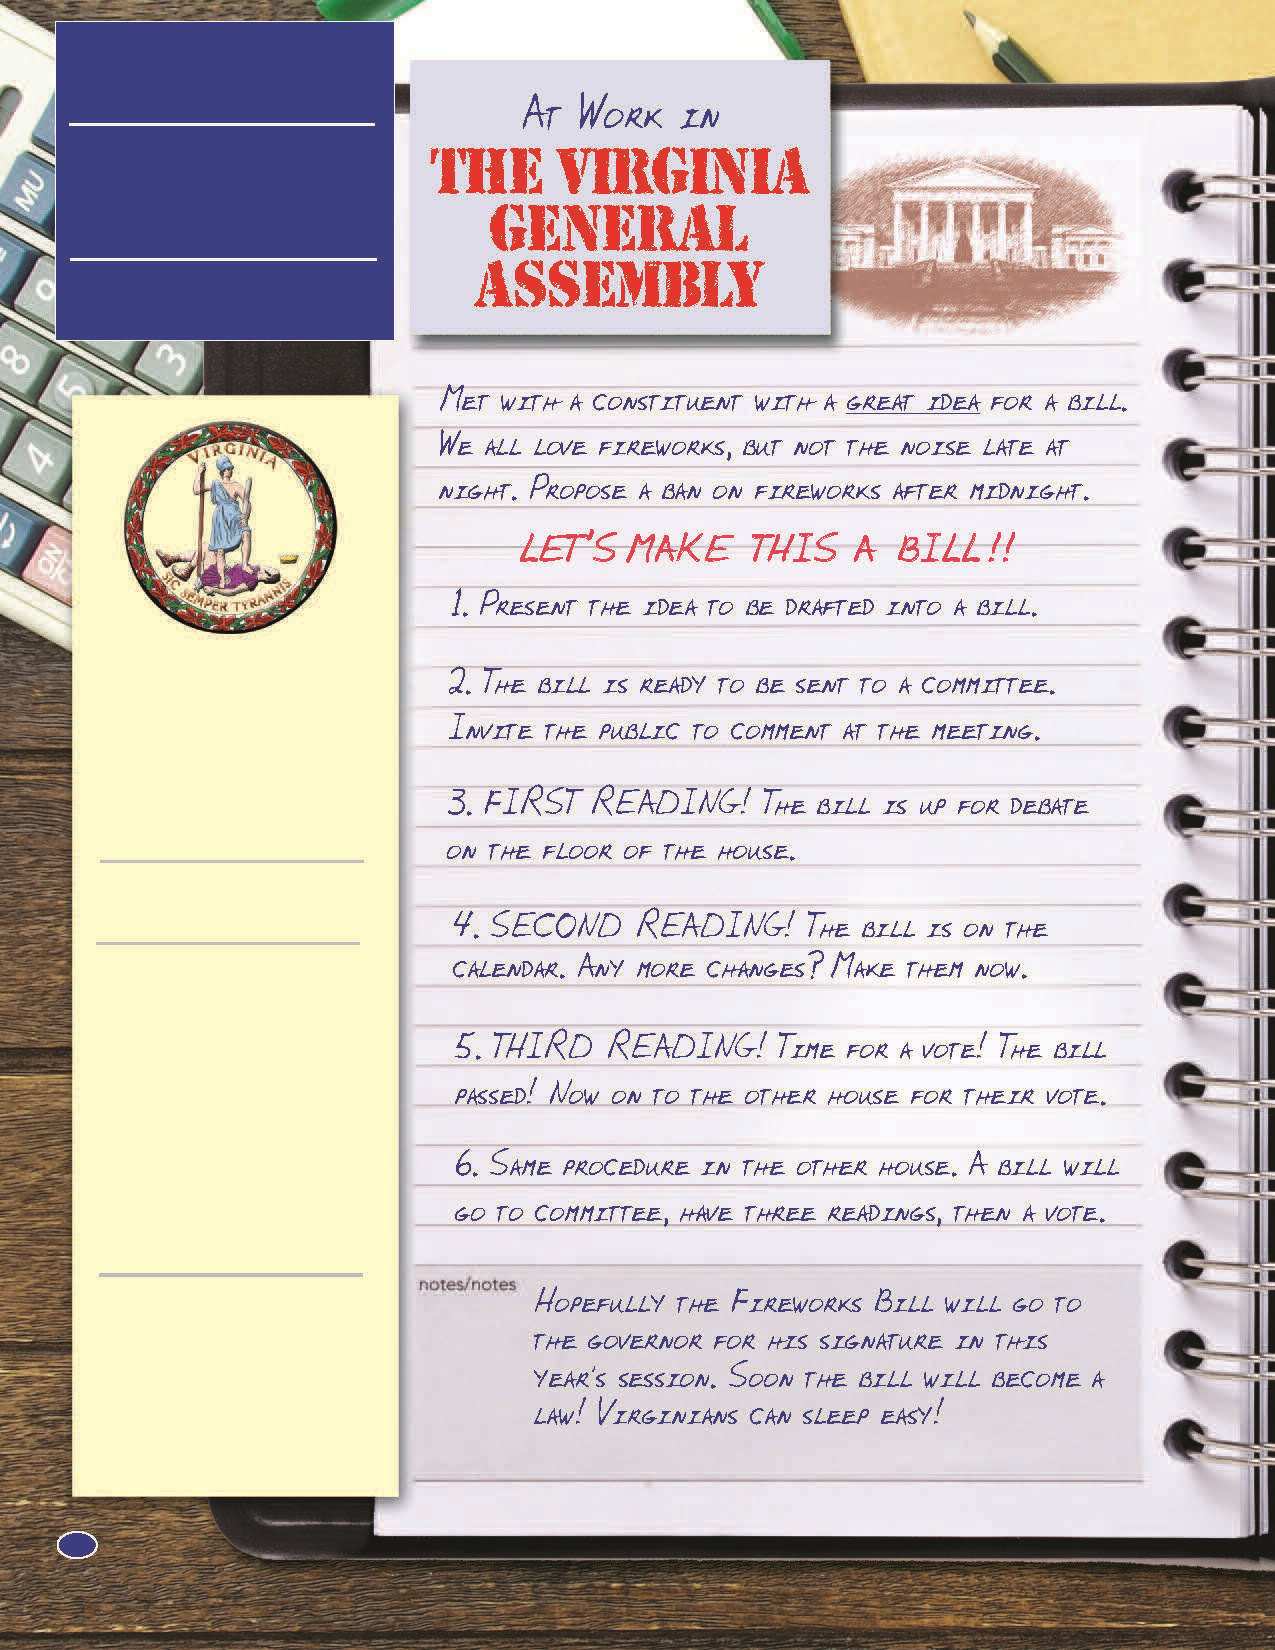 At Work in
THE VIRGINIA
GENERAL
ASSEMBLY
MU
0
8
5
3
4
ON
VIRGINIA
SIC SEMPER TYRANNIS
Met with a constituent with a great idea for a bill.
We all love fireworks, but not the noise late at
night. Propose a ban on fireworks after midnight.
LET'S MAKE THIS A BILL!!
1. Present the idea to be drafted into a bill.
2. The bill is ready to be sent to a committee.
Invite the public to comment at the meeting.
3. FIRST READING! The bill is up for debate
on the floor of the house.
4. SECOND READING! The bill is on the
calendar. Any more changes? Make them now.
5. THIRD READING! Time for a vote! The bill
passed! Now on to the other house for their vote.
6. Same procedure in the other house. A bill will
go to committee, have three readings, then a vote.
notes/notes
Hopefully the Fireworks Bill will go to
the governor for his signature in this
year's session. Soon the bill will become a
law! Virginians can sleep easy!